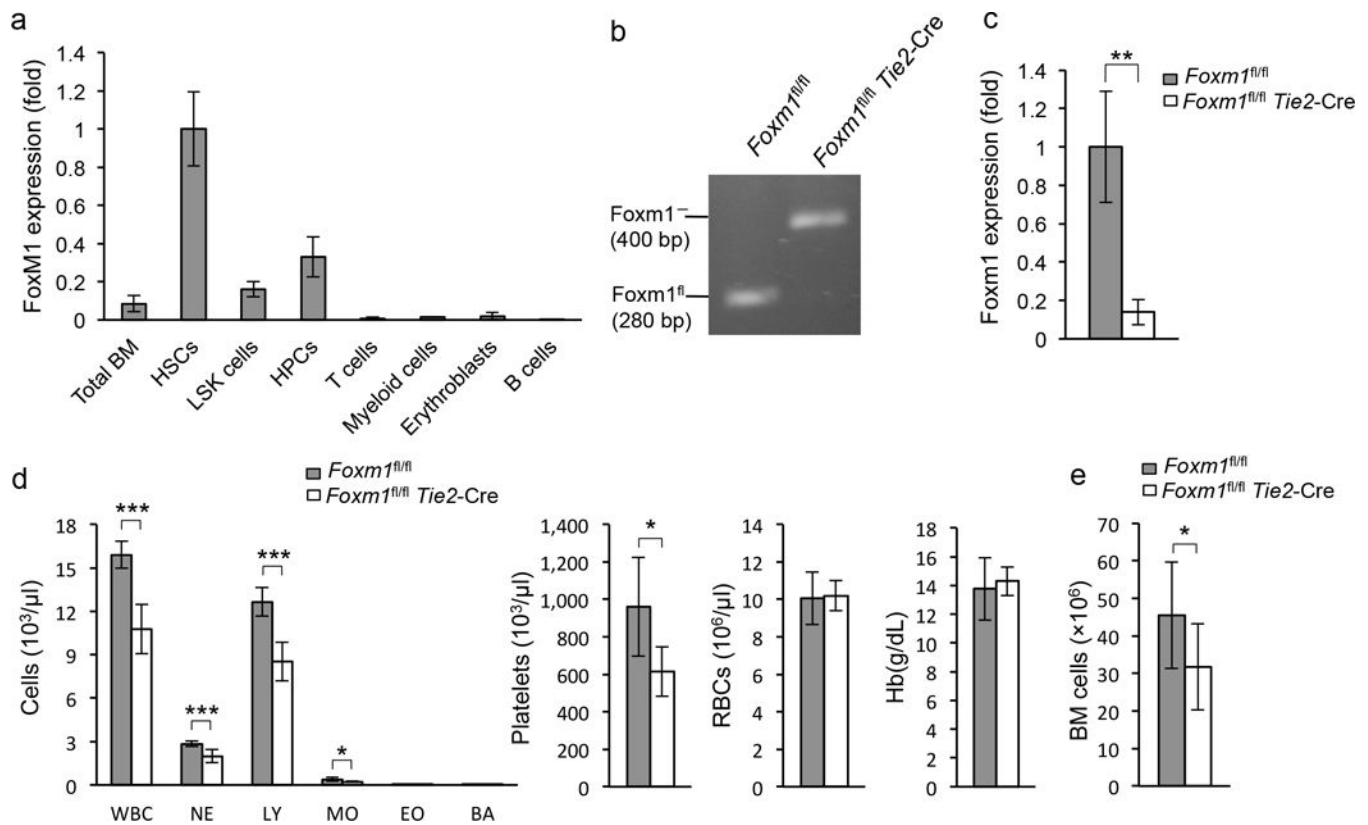 a
FoxM1 expression (fold)
1.4
1.2
1
0.8
0.6
0.4
0.2
0
Total BM
HSCs
LSK cells
HPCs
T cells
Myeloid cells
Erythroblasts
B cells
b
Foxm1fl/fl
Foxm1fl/fl Tie2-Cre
Foxm1−
(400 bp)
Foxm1fl
(280 bp)
c
Foxm1 expression (fold)
1.4
1.2
1
0.8
0.6
0.4
0.2
0
**
Foxm1fl/fl
Foxm1fl/fl Tie2-Cre
d
Foxm1fl/fl
Foxm1fl/fl Tie2-Cre
Cells (10³/µl)
18
15
12
9
6
3
0
***
***
***
*
WBC NE LY MO EO BA
Platelets (10³/µl)
1,400
1,200
1,000
800
600
400
200
0
*
RBCs (10⁶/µl)
14
12
10
8
6
4
2
0
Hb(g/dL)
18
16
14
12
10
8
6
4
2
0
e
Foxm1fl/fl
Foxm1fl/fl Tie2-Cre
BM cells (×10⁶)
70
60
50
40
30
20
10
0
*